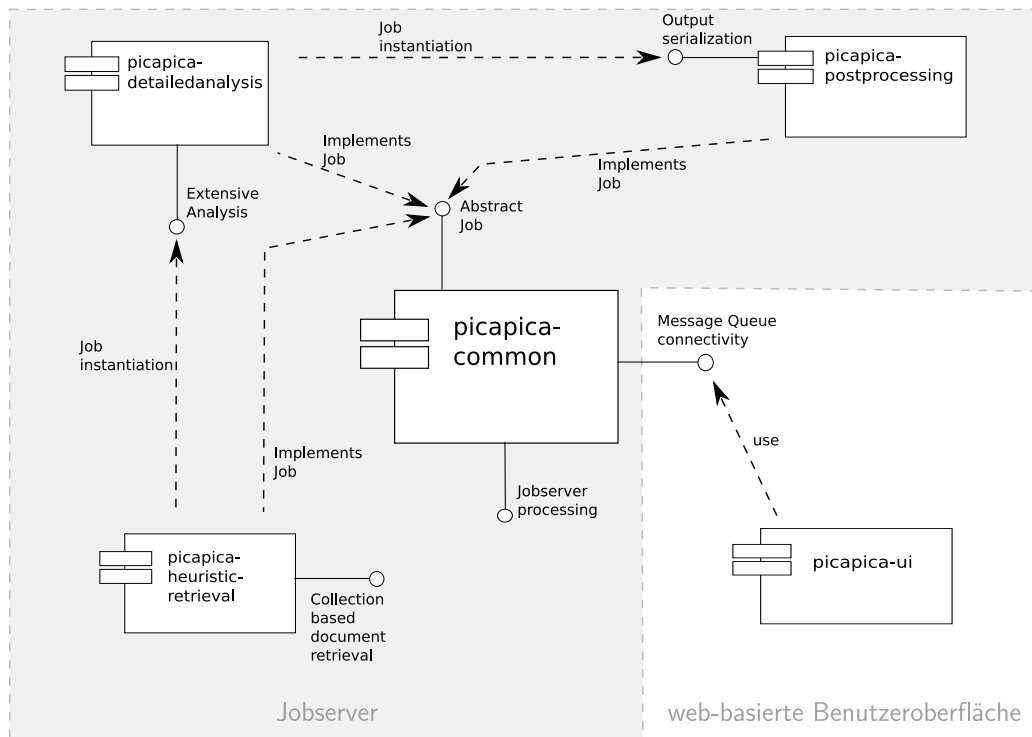 Job
instantiation
Output
serialization
picapica-
detailedanalysis
picapica-
postprocessing
Implements
Job
Implements
Job
Extensive
Analysis
Abstract
Job
picapica-
common
Message Queue
connectivity
Job
instantiation
use
Implements
Job
Jobserver
processing
picapica-
heuristic-
retrieval
picapica-ui
Collection
based
document
retrieval
Jobserver
web-basierte Benutzeroberfläche